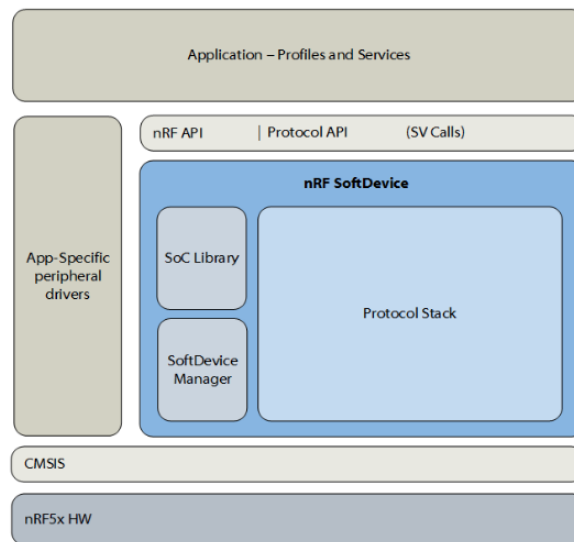 Application – Profiles and Services
nRF API | Protocol API (SV Calls)
nRF SoftDevice
App-Specific
peripheral
drivers
SoC Library
Protocol Stack
SoftDevice
Manager
CMSIS
nRF5x HW